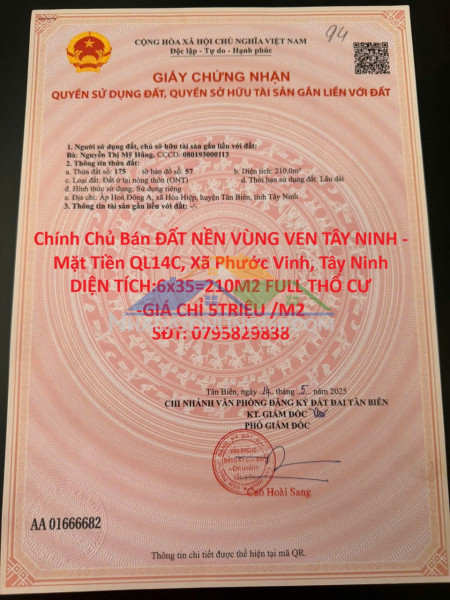 CỘNG HÒA XÃ HỘI CHỦ NGHĨA VIỆT NAM
Độc lập - Tự do - Hạnh phúc
94
GIẤY CHỨNG NHẬN
QUYỀN SỬ DỤNG ĐẤT, QUYỀN SỞ HỮU TÀI SẢN GẮN LIỀN VỚI ĐẤT
1. Người sử dụng đất, chủ sở hữu tài sản gắn liền với đất:
Bà: Nguyễn Thị Mỹ Hằng, CCCD: 080193000113
2. Thông tin thửa đất:
a. Thửa đất số: 175 tờ bản đồ số: 57 b. Diện tích: 210.0m²
c. Loại đất: Đất ở tại nông thôn (ONT) d. Thời hạn sử dụng đất: Lâu dài
đ. Hình thức sử dụng: Sử dụng riêng
e. Địa chỉ: Ấp Hoà Đông A, xã Hòa Hiệp, huyện Tân Biên, tỉnh Tây Ninh
3. Thông tin tài sản gắn liền với đất: -/-
Chính Chủ Bán ĐẤT NỀN VÙNG VEN TÂY NINH -
Mặt Tiền QL14C, Xã Phước Vinh, Tây Ninh
DIỆN TÍCH:6x35=210M2 FULL THỔ CƯ
-GIÁ CHỈ 5TRIỆU /M2
SĐT: 0795829838
Tân Biên, ngày 14 tháng 5 năm 2025
CHI NHÁNH VĂN PHÒNG ĐĂNG KÝ ĐẤT ĐAI TÂN BIÊN
KT. GIÁM ĐỐC
PHÓ GIÁM ĐỐC
Cao Hoài Sang
AA 01666682
Thông tin chi tiết được thể hiện tại mã QR.